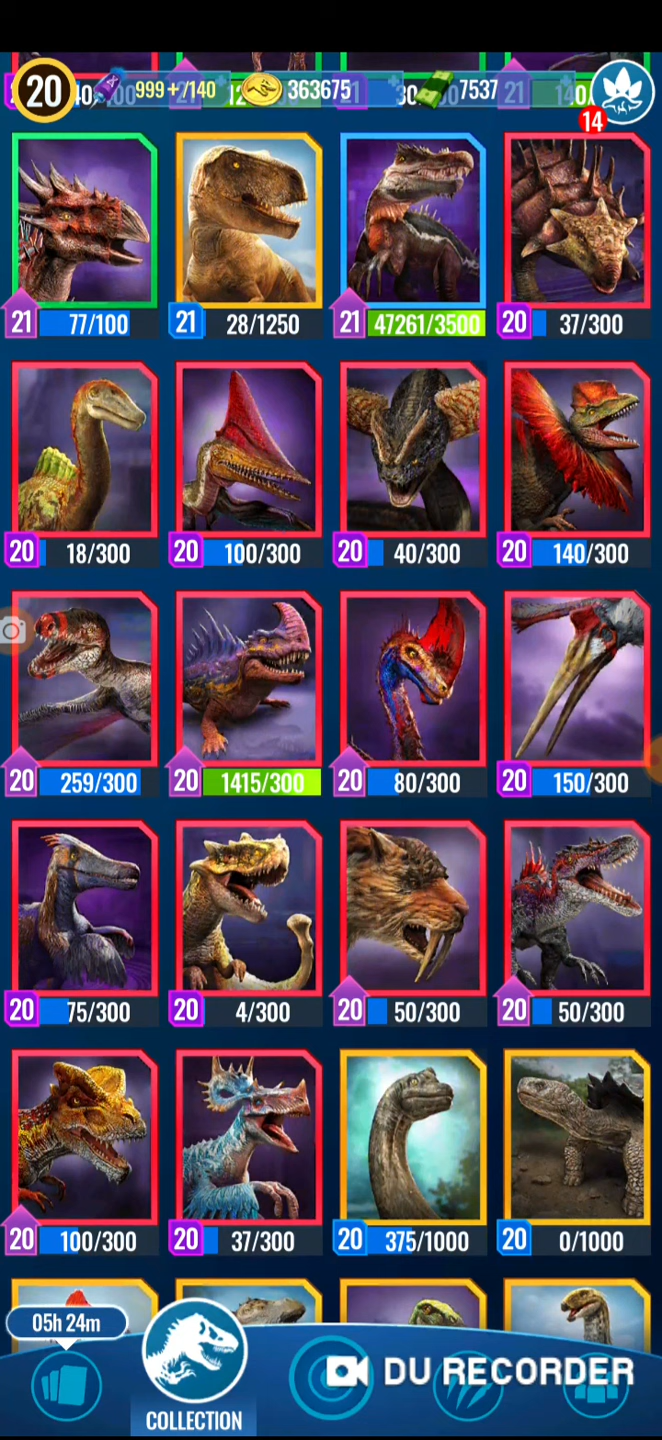 20 999+/140 363675 7537
14
21 77/100 21 28/1250 21 47261/3500 20 37/300
20 18/300 20 100/300 20 40/300 20 140/300
20 259/300 20 1415/300 20 80/300 20 150/300
20 75/300 20 4/300 20 50/300 20 50/300
20 100/300 20 37/300 20 375/1000 20 0/1000
05h 24m
DU RECORDER
COLLECTION